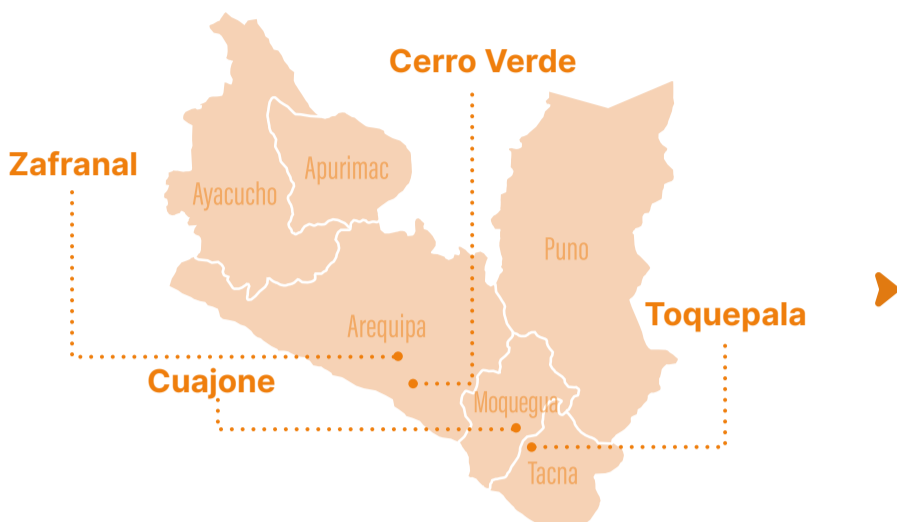 Cerro Verde
Zafranal
Apurimac
Ayacucho
Puno
Toquepala
Arequipa
Cuajone
Moquegua
Tacna